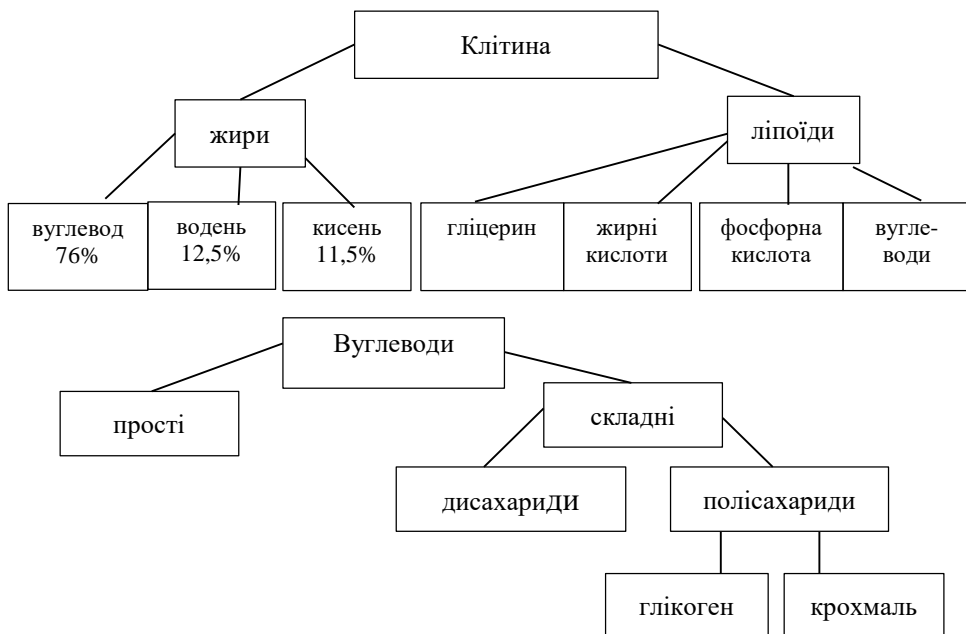 Клітина
жири
ліпоїди
вуглевод
76%
водень
12,5%
кисень
11,5%
гліцерин
жирні
кислоти
фосфорна
кислота
вугле-
води
Вуглеводи
прості
складні
дисахариди
полісахариди
глікоген
крохмаль